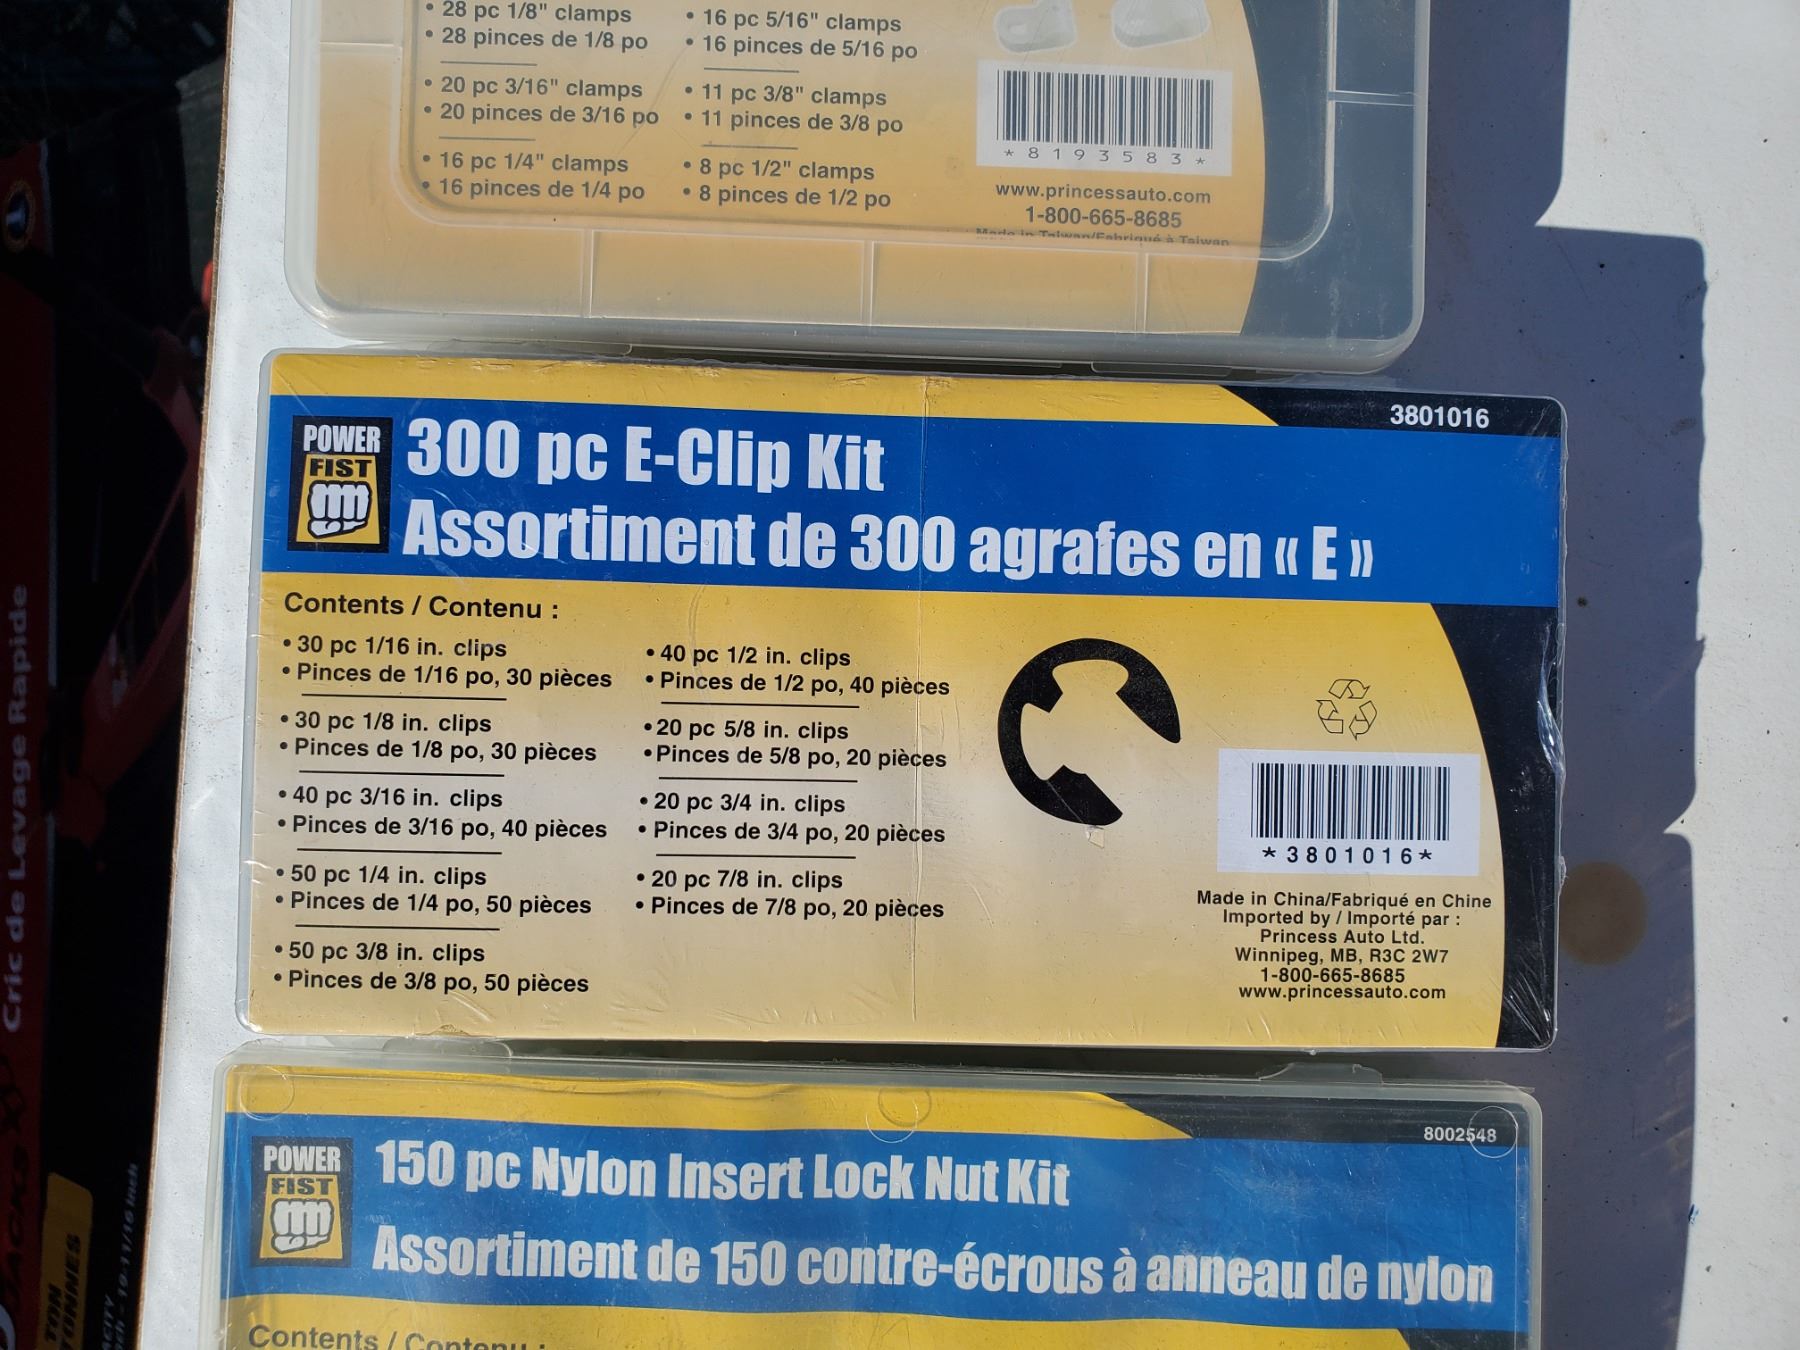 • 28 pc 1/8" clamps
• 28 pinces de 1/8 po
• 20 pc 3/16" clamps
• 20 pinces de 3/16 po
• 16 pc 1/4" clamps
• 16 pinces de 1/4 po
• 16 pc 5/16" clamps
• 16 pinces de 5/16 po
• 11 pc 3/8" clamps
• 11 pinces de 3/8 po
• 8 pc 1/2" clamps
• 8 pinces de 1/2 po
*8193583*
www.princessauto.com
1-800-665-8685
Made in Taiwan/Fabriqué à Taiwan
3801016
POWER
FIST
300 pc E-Clip Kit
Assortiment de 300 agrafes en « E »
Contents / Contenu :
• 30 pc 1/16 in. clips
• Pinces de 1/16 po, 30 pièces
• 30 pc 1/8 in. clips
• Pinces de 1/8 po, 30 pièces
• 40 pc 3/16 in. clips
• Pinces de 3/16 po, 40 pièces
• 50 pc 1/4 in. clips
• Pinces de 1/4 po, 50 pièces
• 50 pc 3/8 in. clips
• Pinces de 3/8 po, 50 pièces
• 40 pc 1/2 in. clips
• Pinces de 1/2 po, 40 pièces
• 20 pc 5/8 in. clips
• Pinces de 5/8 po, 20 pièces
• 20 pc 3/4 in. clips
• Pinces de 3/4 po, 20 pièces
• 20 pc 7/8 in. clips
• Pinces de 7/8 po, 20 pièces
*3801016*
Made in China/Fabriqué en Chine
Imported by / Importé par :
Princess Auto Ltd.
Winnipeg, MB, R3C 2W7
1-800-665-8685
www.princessauto.com
8002548
POWER
FIST
150 pc Nylon Insert Lock Nut Kit
Assortiment de 150 contre-écrous à anneau de nylon
Contents / Contenu :
Cric de Levage Rapide
JACKS
TON
TONNES